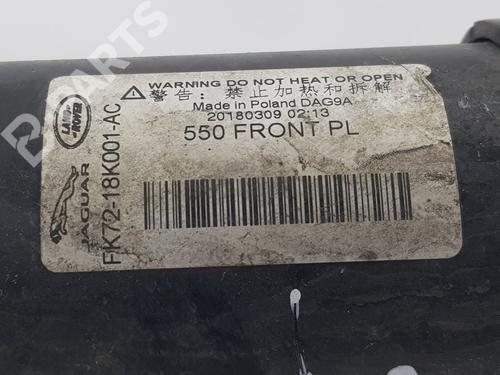 WARNING DO NOT HEAT OR OPEN
警告: 禁止加热和拆解
Made in Poland DAG9A
20180309 02:13
550 FRONT PL
LAND ROVER
JAGUAR
FK72-18K001-AC
B-PARTS